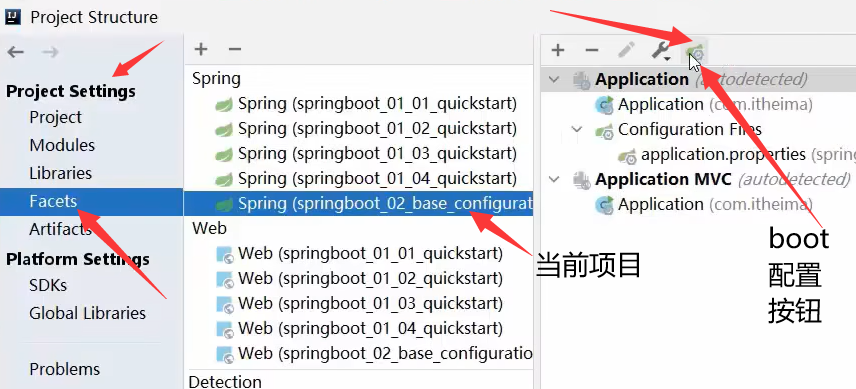 Project Structure
Project Settings
Project
Modules
Libraries
Facets
Artifacts
Platform Settings
SDKs
Global Libraries
Problems
Spring
Spring (springboot_01_01_quickstart)
Spring (springboot_01_02_quickstart)
Spring (springboot_01_03_quickstart)
Spring (springboot_01_04_quickstart)
Spring (springboot_02_base_configurat
Web
Web (springboot_01_01_quickstart)
Web (springboot_01_02_quickstart)
Web (springboot_01_03_quickstart)
Web (springboot_01_04_quickstart)
Web (springboot_02_base_configuratio
Detection
Application (autodetected)
Application (com.itheima)
Configuration Files
application.properties (spring
Application MVC (autodetected)
Application (com.itheima)
当前项目
boot
配置
按钮